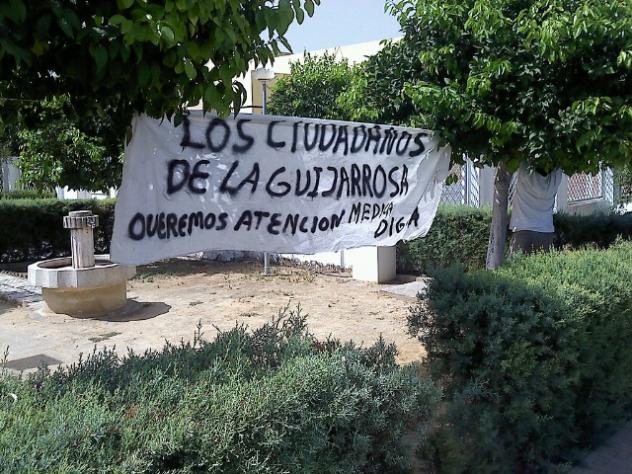 LOS CIUDADANOS
DE LA GUIJARROSA
QUEREMOS ATENCION MEDICA
DIGA